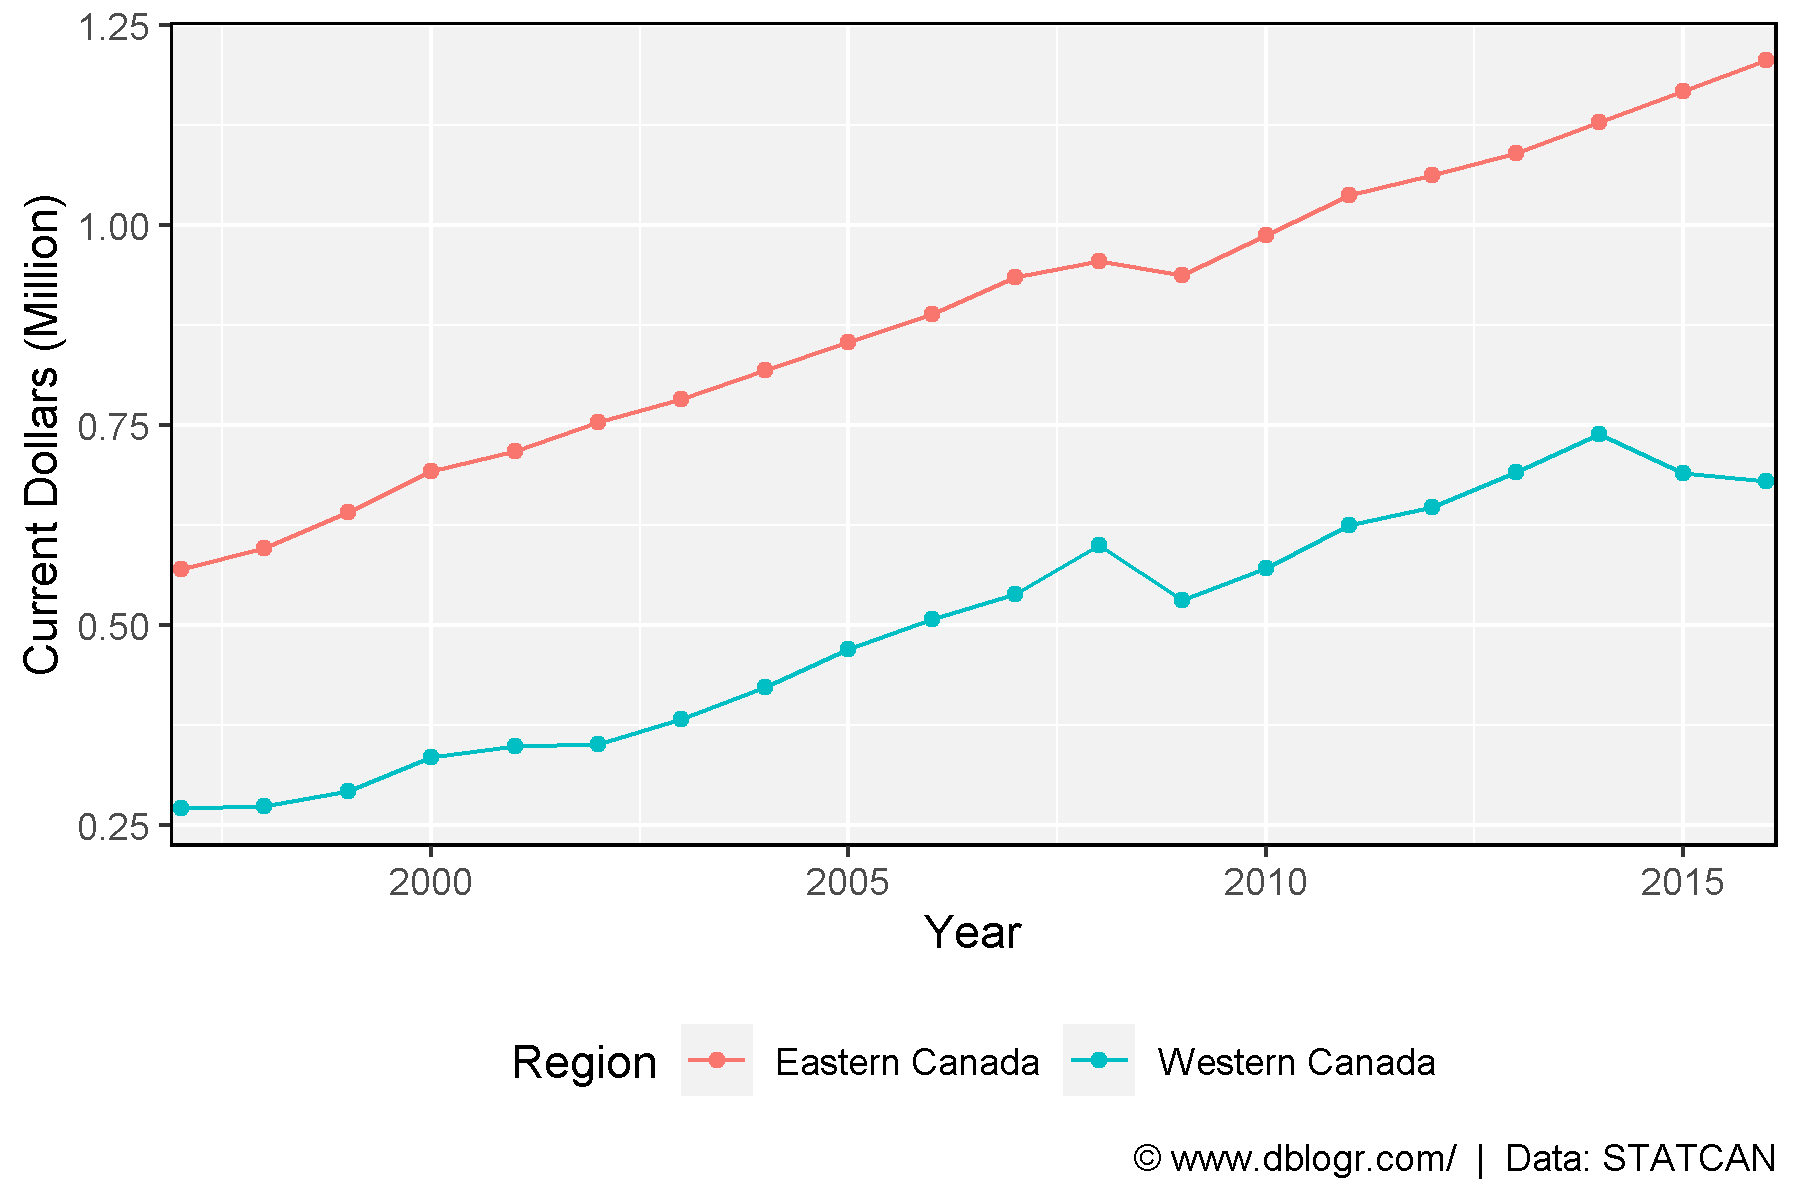 Current Dollars (Million)
1.25
1.00
0.75
0.50
0.25
2000 2005 2010 2015
Year
Region Eastern Canada Western Canada
© www.dblogr.com/ | Data: STATCAN